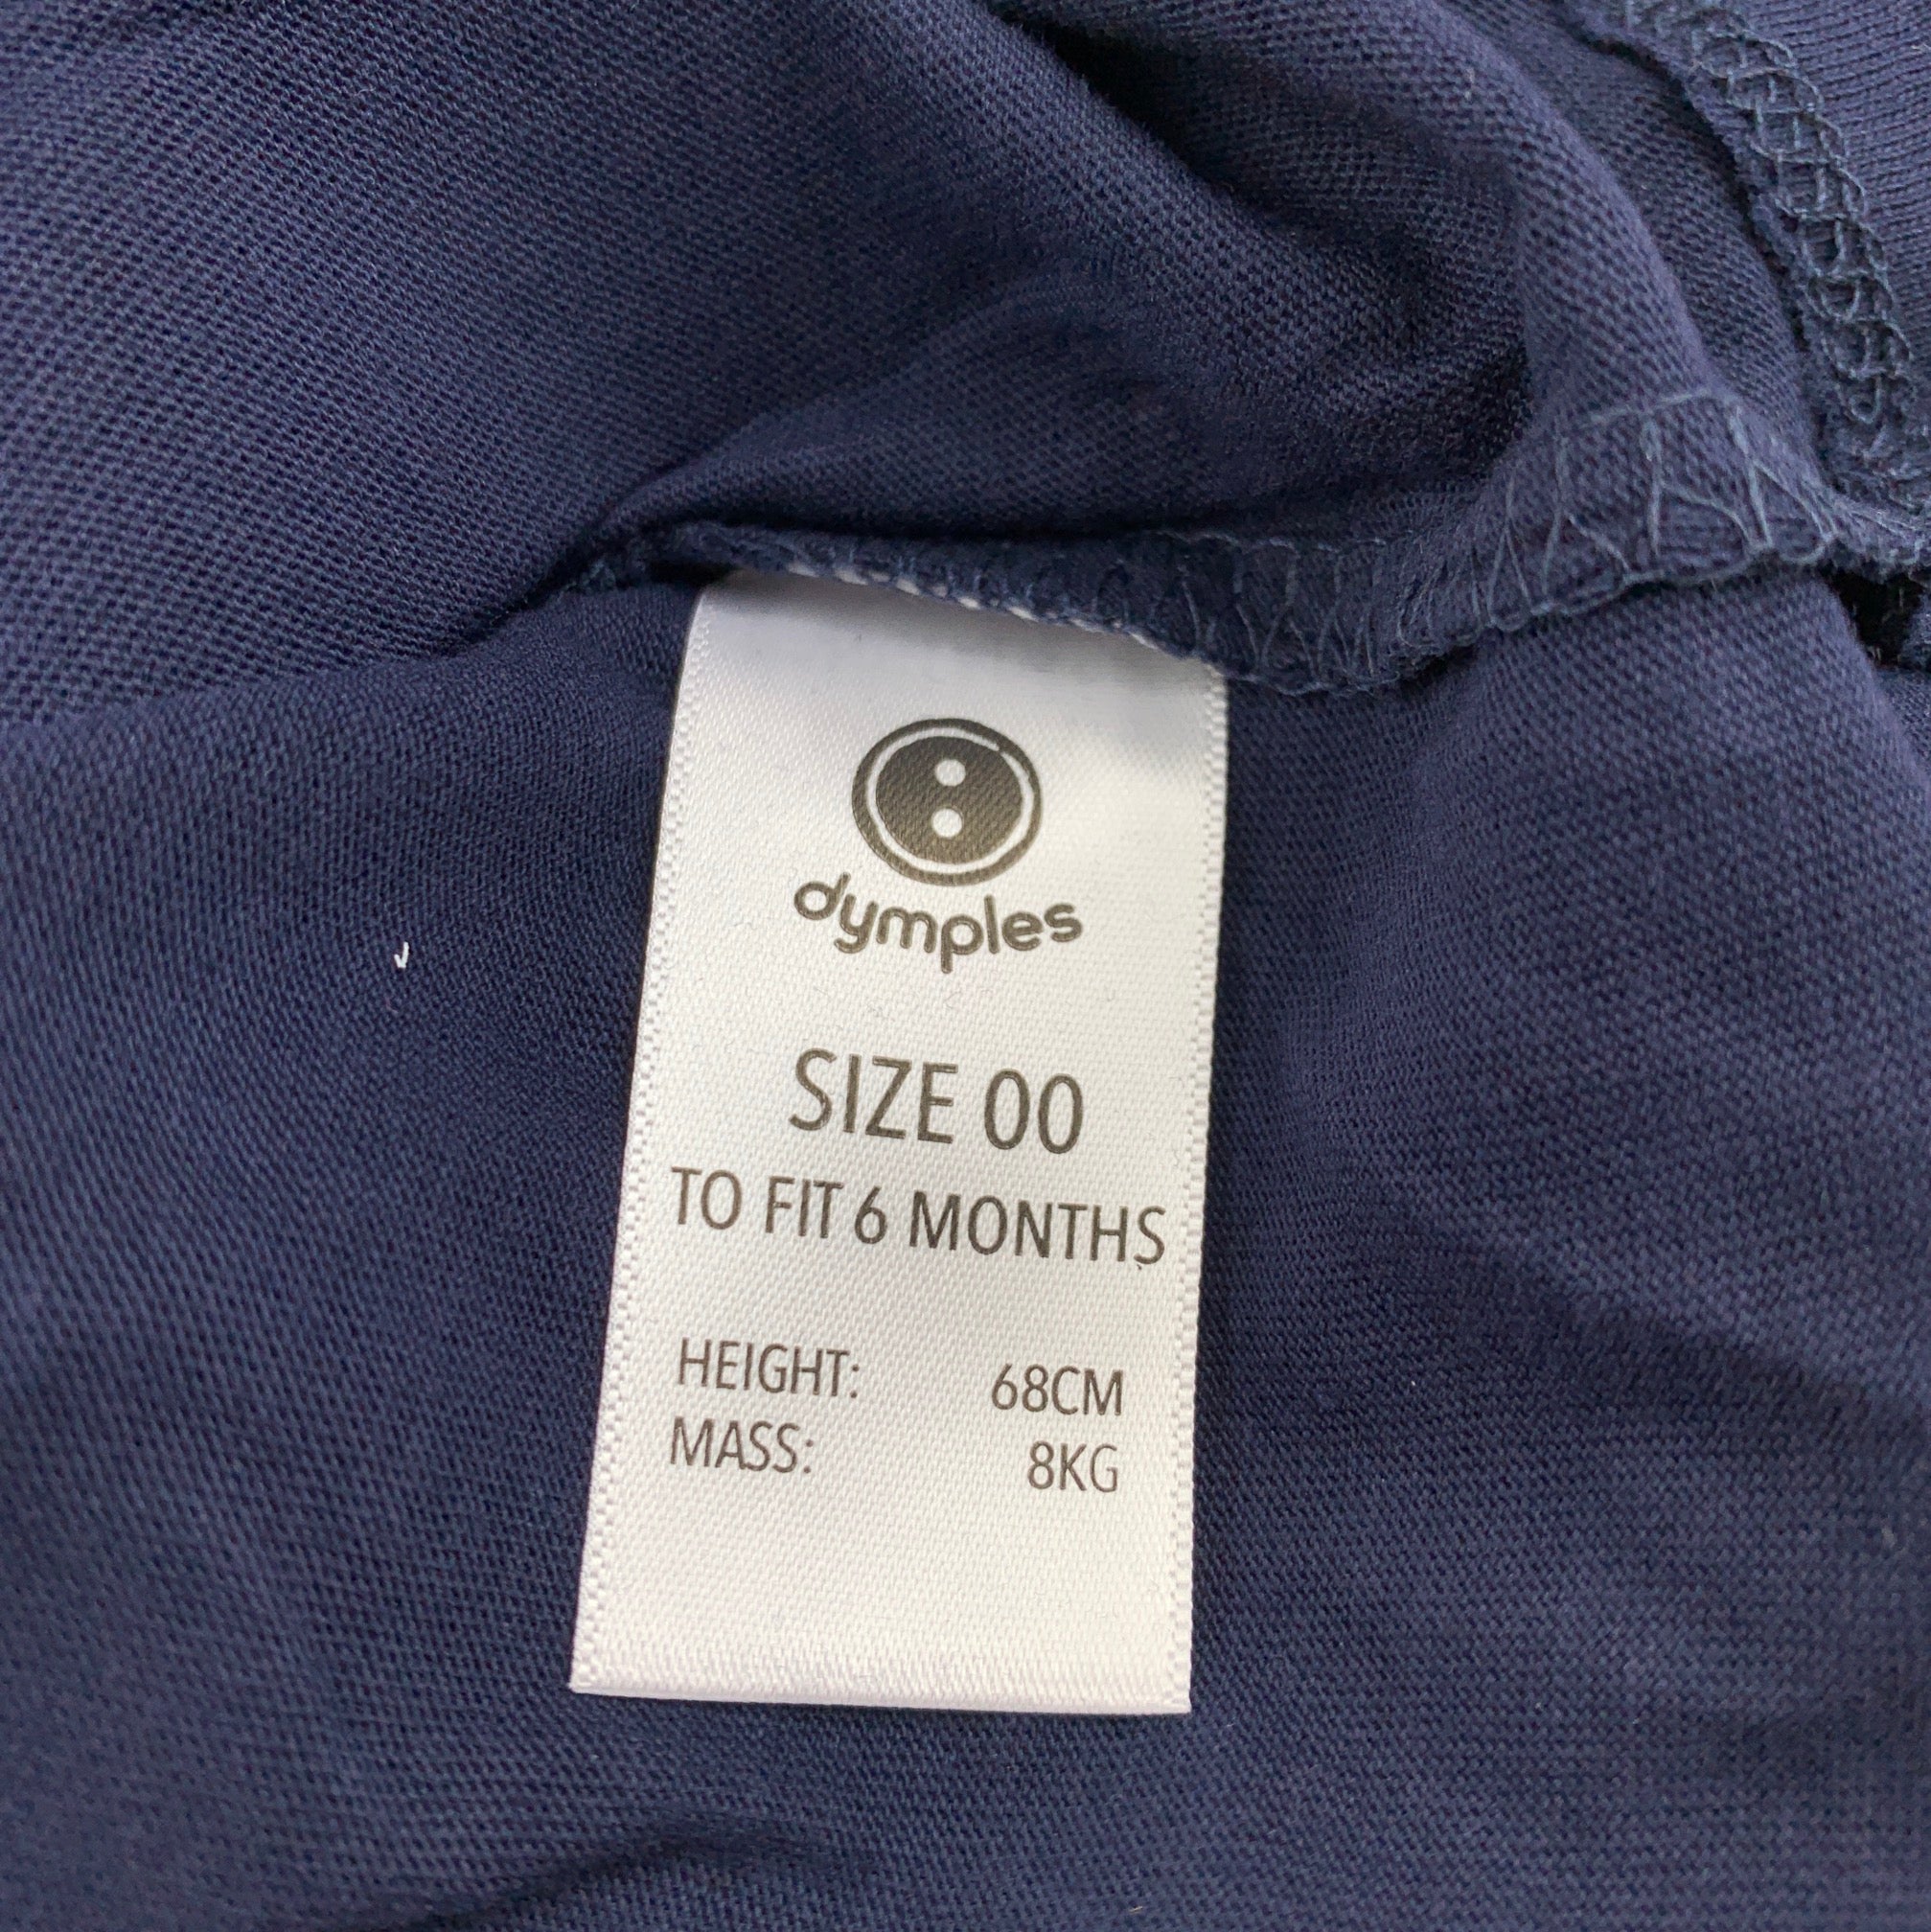 dymples
SIZE 00
TO FIT 6 MONTHS
HEIGHT: 68CM
MASS: 8KG